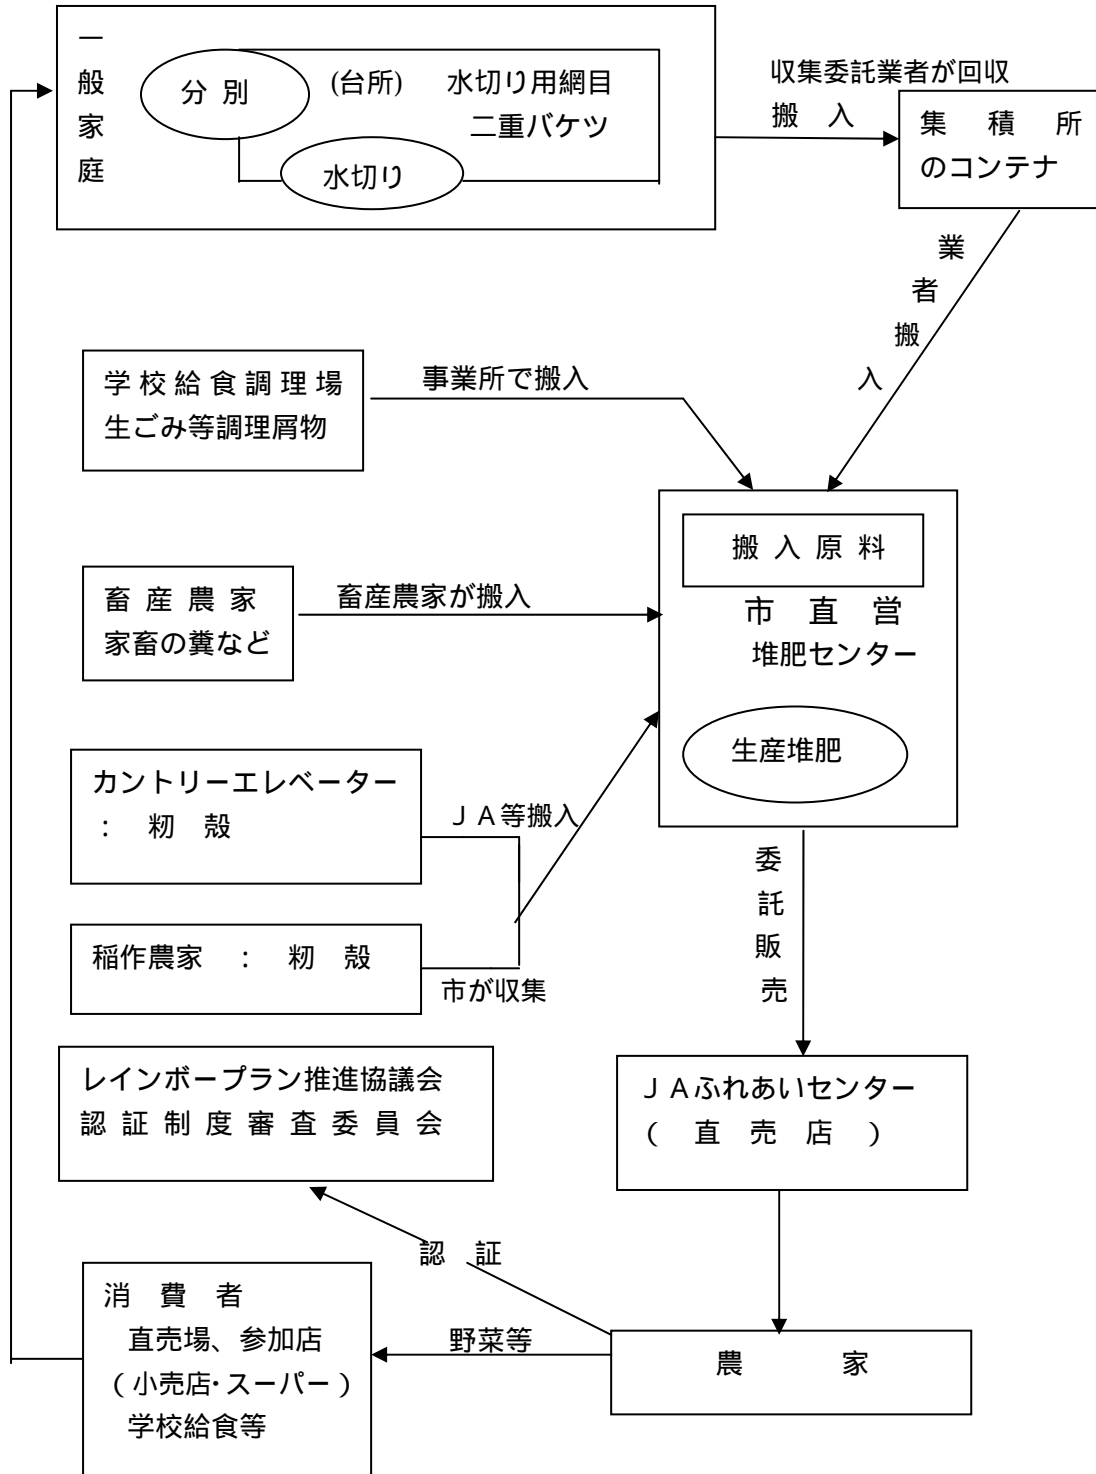 一般家庭
分別
(台所) 水切り用網目
二重バケツ
水切り
収集委託業者が回収
搬入
集積所
のコンテナ
業者搬入
学校給食調理場
生ごみ等調理屑物
事業所で搬入
搬入原料
市直営
堆肥センター
生産堆肥
畜産農家
家畜の糞など
畜産農家が搬入
カントリーエレベーター
： 籾 殻
ＪＡ等搬入
稲作農家 ： 籾 殻
市が収集
委託販売
レインボープラン推進協議会
認証制度審査委員会
ＪＡふれあいセンター
( 直売店 )
認証
消費者
直売場、参加店
(小売店・スーパー)
学校給食等
野菜等
農家